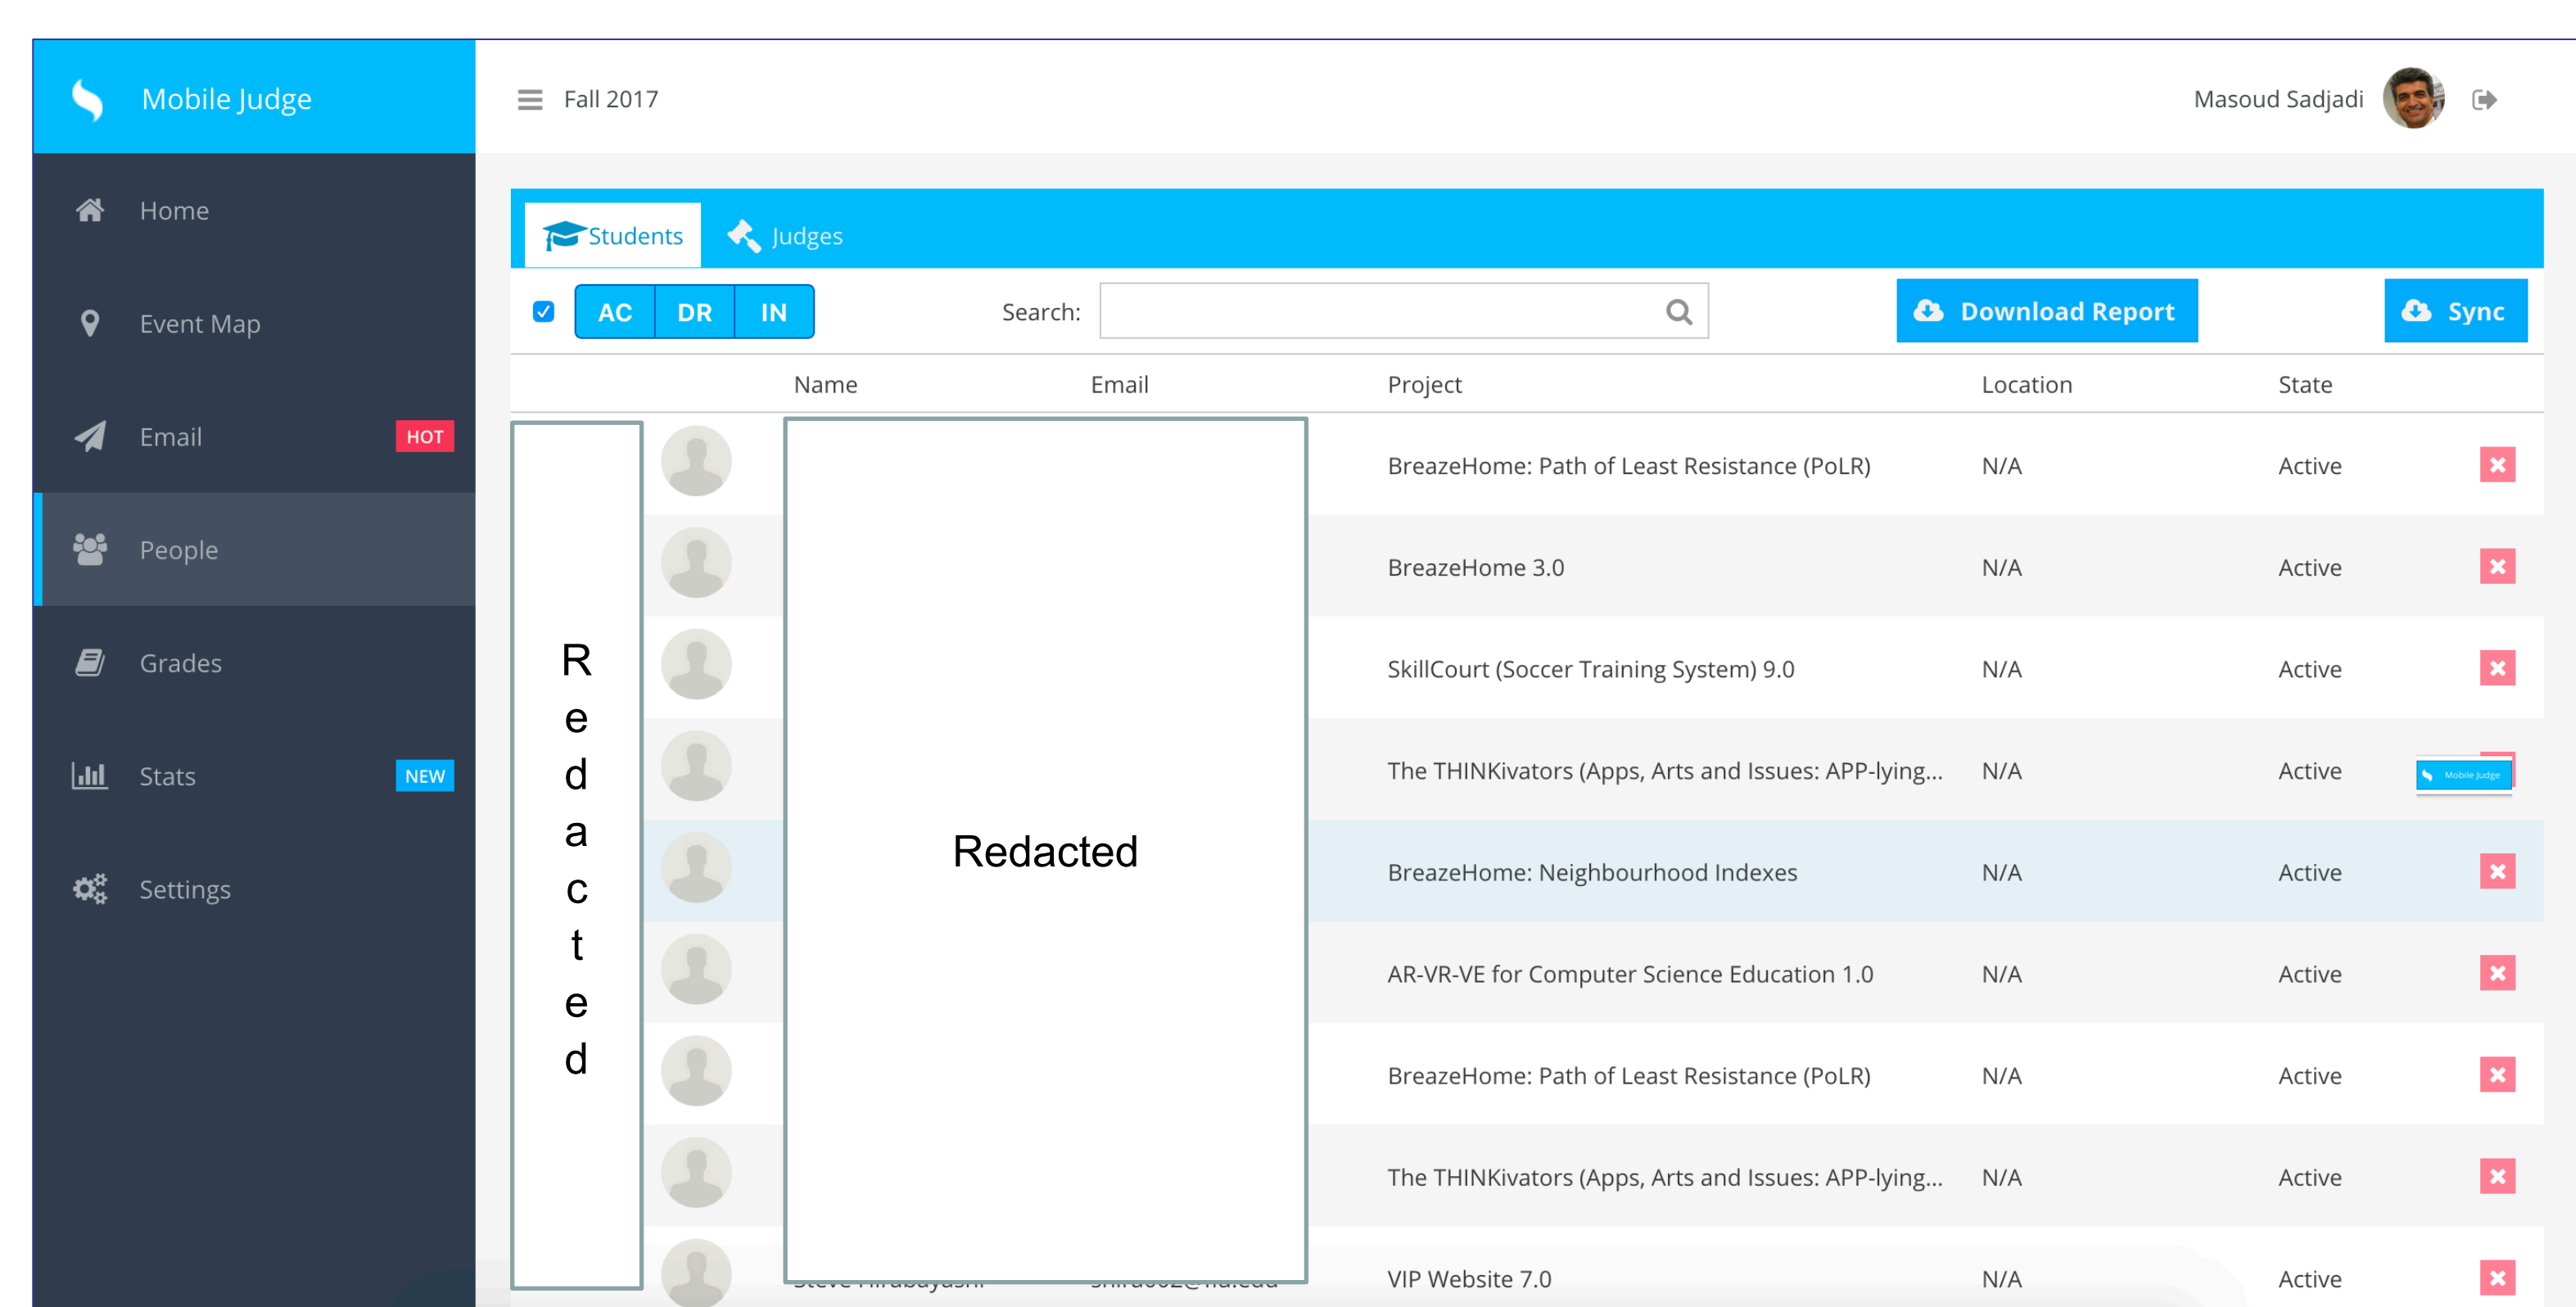 Mobile Judge
Fall 2017
Masoud Sadjadi
Home
Event Map
Email HOT
People
Grades
Stats NEW
Settings
Students Judges
AC DR IN Search: Download Report Sync
Name Email Project Location State
BreazeHome: Path of Least Resistance (PoLR) N/A Active
BreazeHome 3.0 N/A Active
SkillCourt (Soccer Training System) 9.0 N/A Active
The THINKivators (Apps, Arts and Issues: APP-lying... N/A Active
Mobile Judge
BreazeHome: Neighbourhood Indexes N/A Active
AR-VR-VE for Computer Science Education 1.0 N/A Active
BreazeHome: Path of Least Resistance (PoLR) N/A Active
The THINKivators (Apps, Arts and Issues: APP-lying... N/A Active
VIP Website 7.0 N/A Active
Redacted
Redacted